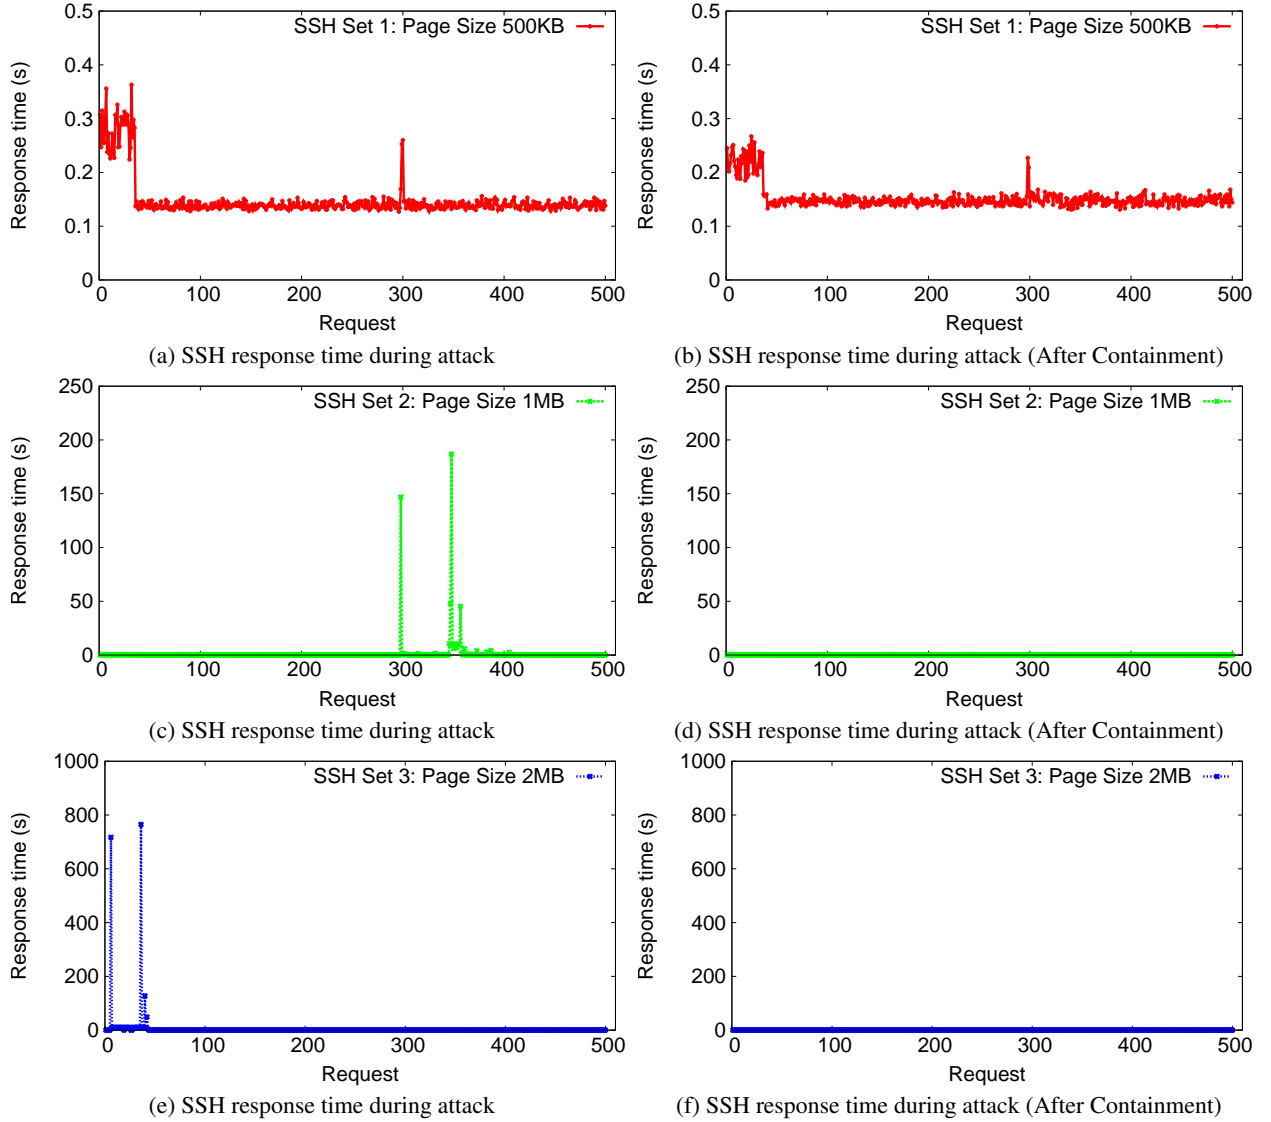 SSH Set 1: Page Size 500KB
Response time (s)
0.5
0.4
0.3
0.2
0.1
0
0 100 200 300 400 500
Request
(a) SSH response time during attack
SSH Set 1: Page Size 500KB
Response time (s)
0.5
0.4
0.3
0.2
0.1
0
0 100 200 300 400 500
Request
(b) SSH response time during attack (After Containment)
SSH Set 2: Page Size 1MB
Response time (s)
250
200
150
100
50
0
0 100 200 300 400 500
Request
(c) SSH response time during attack
SSH Set 2: Page Size 1MB
Response time (s)
250
200
150
100
50
0
0 100 200 300 400 500
Request
(d) SSH response time during attack (After Containment)
SSH Set 3: Page Size 2MB
Response time (s)
1000
800
600
400
200
0
0 100 200 300 400 500
Request
(e) SSH response time during attack
SSH Set 3: Page Size 2MB
Response time (s)
1000
800
600
400
200
0
0 100 200 300 400 500
Request
(f) SSH response time during attack (After Containment)